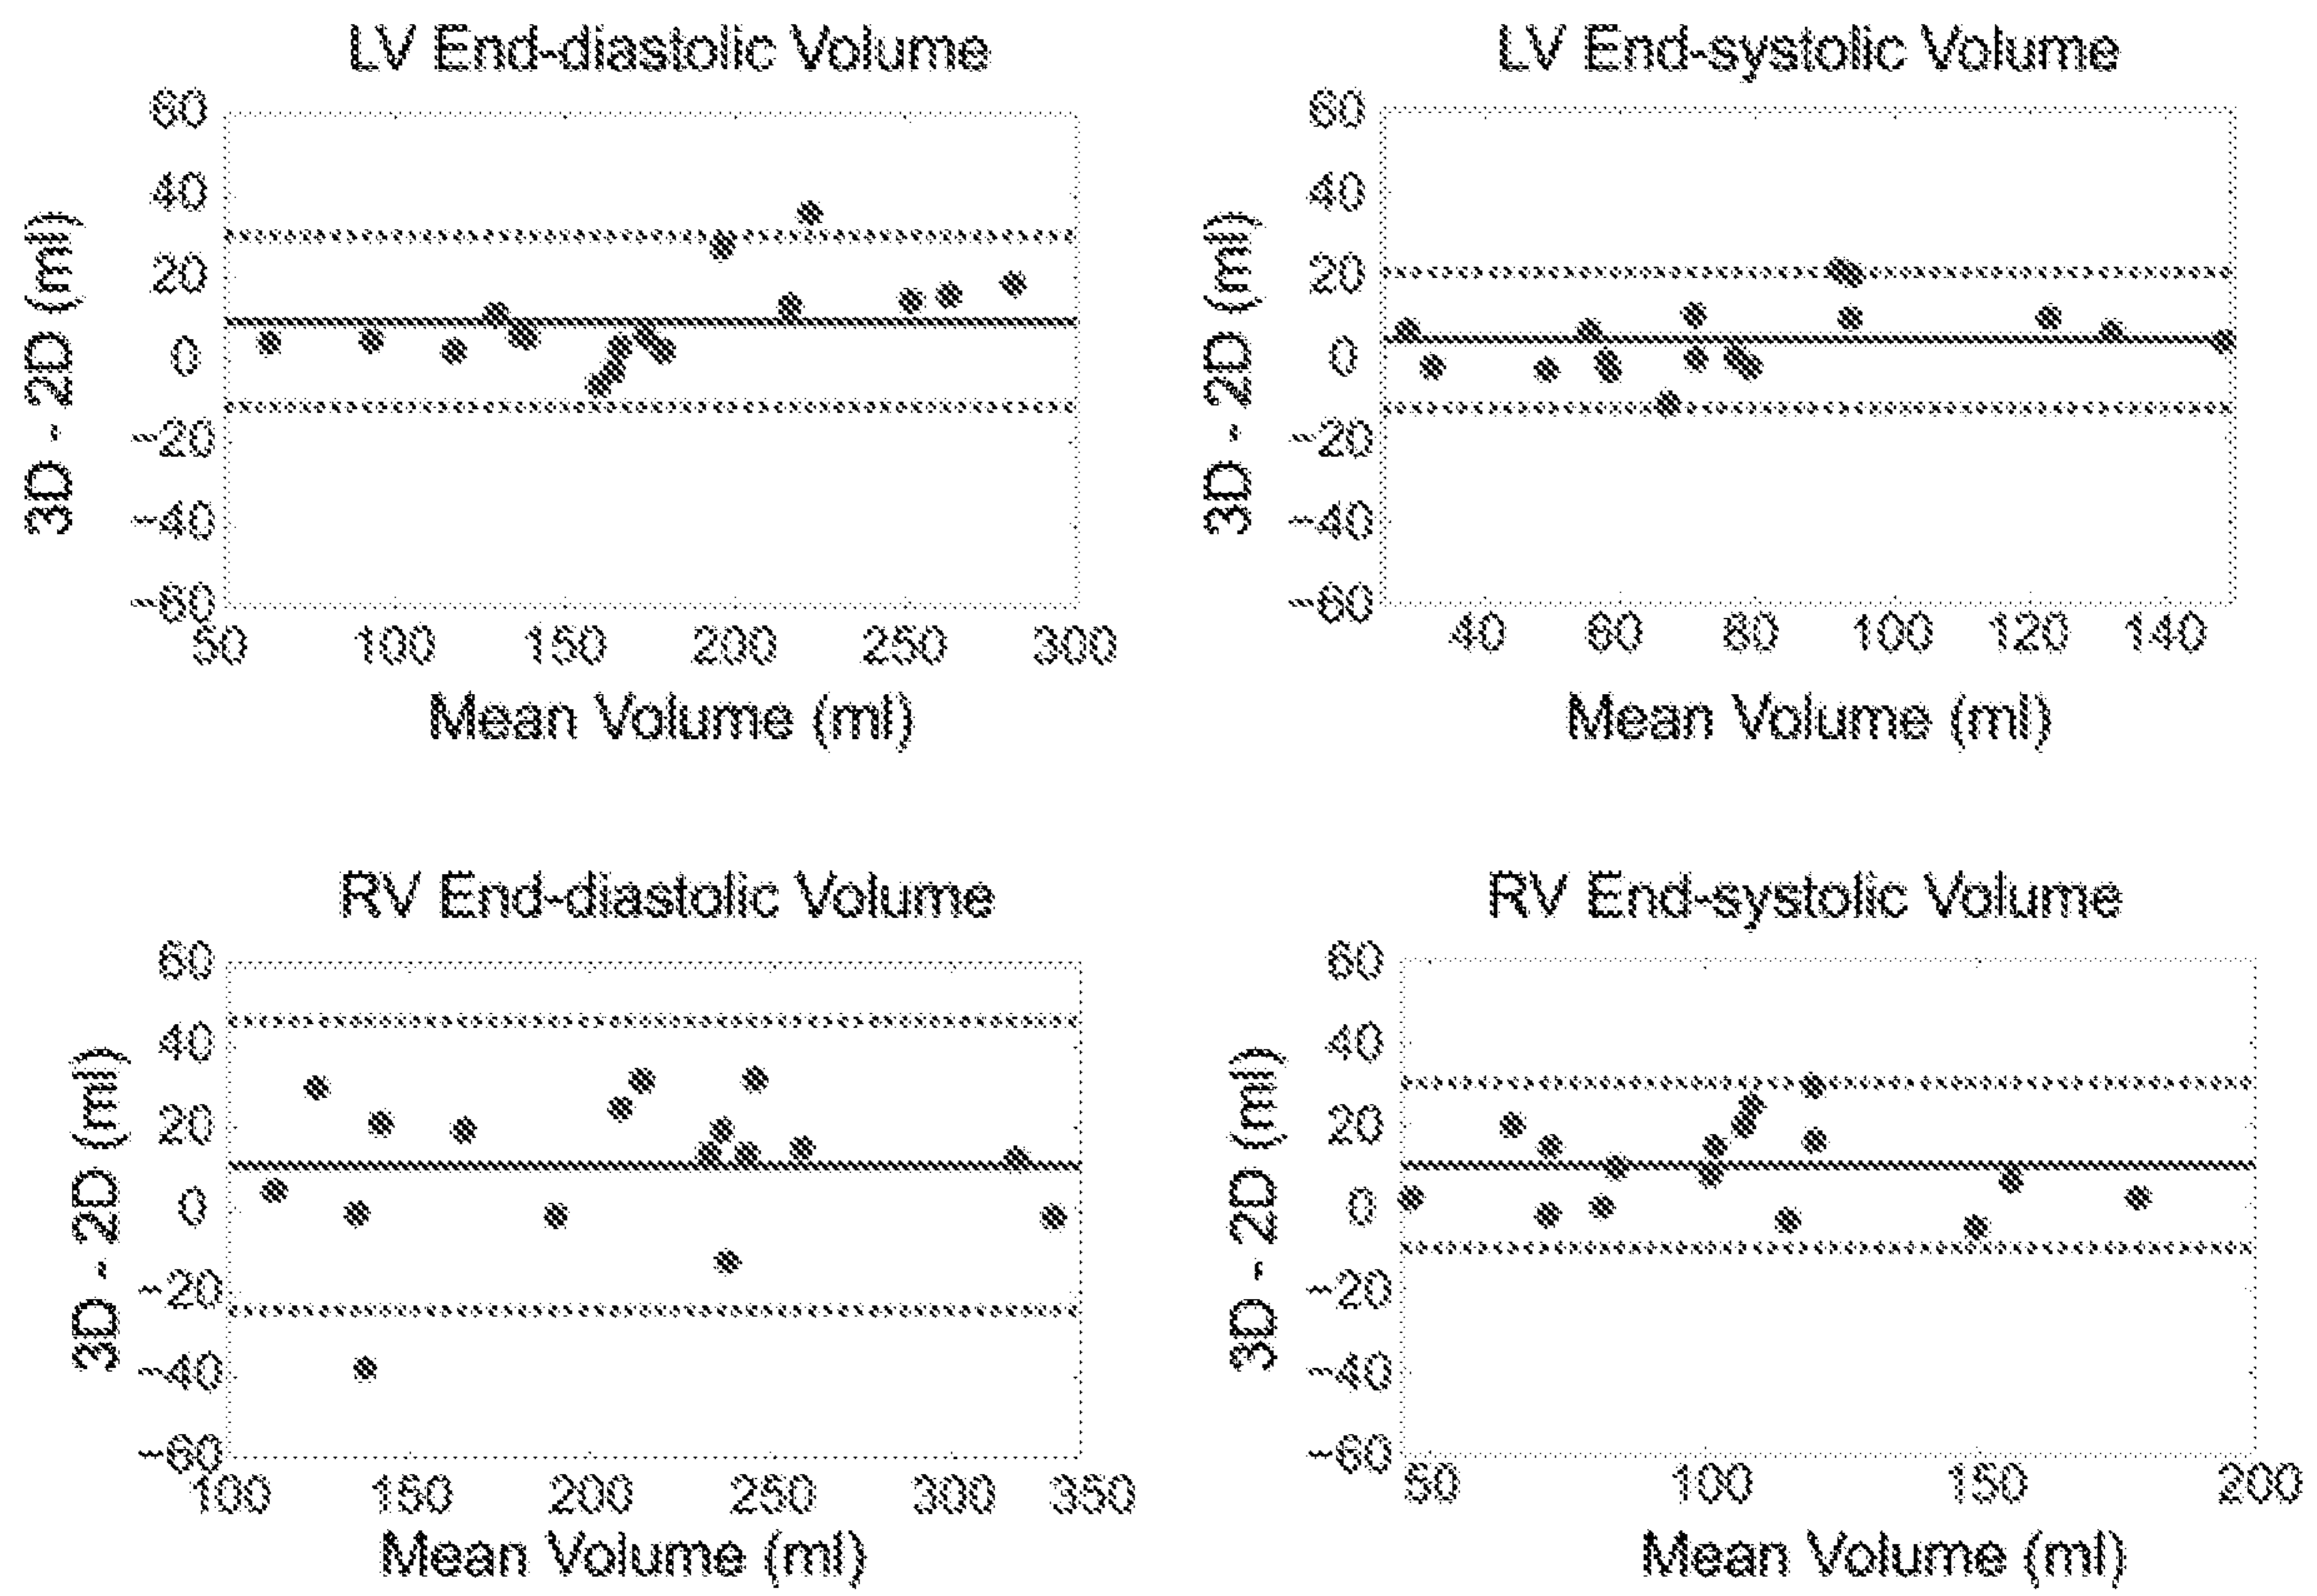 LV End-diastolic Volume
60
40
20
0
-20
-40
-60
3D - 2D (ml)
50 100 150 200 250 300
Mean Volume (ml)
LV End-systolic Volume
60
40
20
0
-20
-40
-60
3D - 2D (ml)
40 60 80 100 120 140
Mean Volume (ml)
RV End-diastolic Volume
60
40
20
0
-20
-40
-60
3D - 2D (ml)
100 150 200 250 300 350
Mean Volume (ml)
RV End-systolic Volume
60
40
20
0
-20
-40
-60
3D - 2D (ml)
50 100 150 200
Mean Volume (ml)